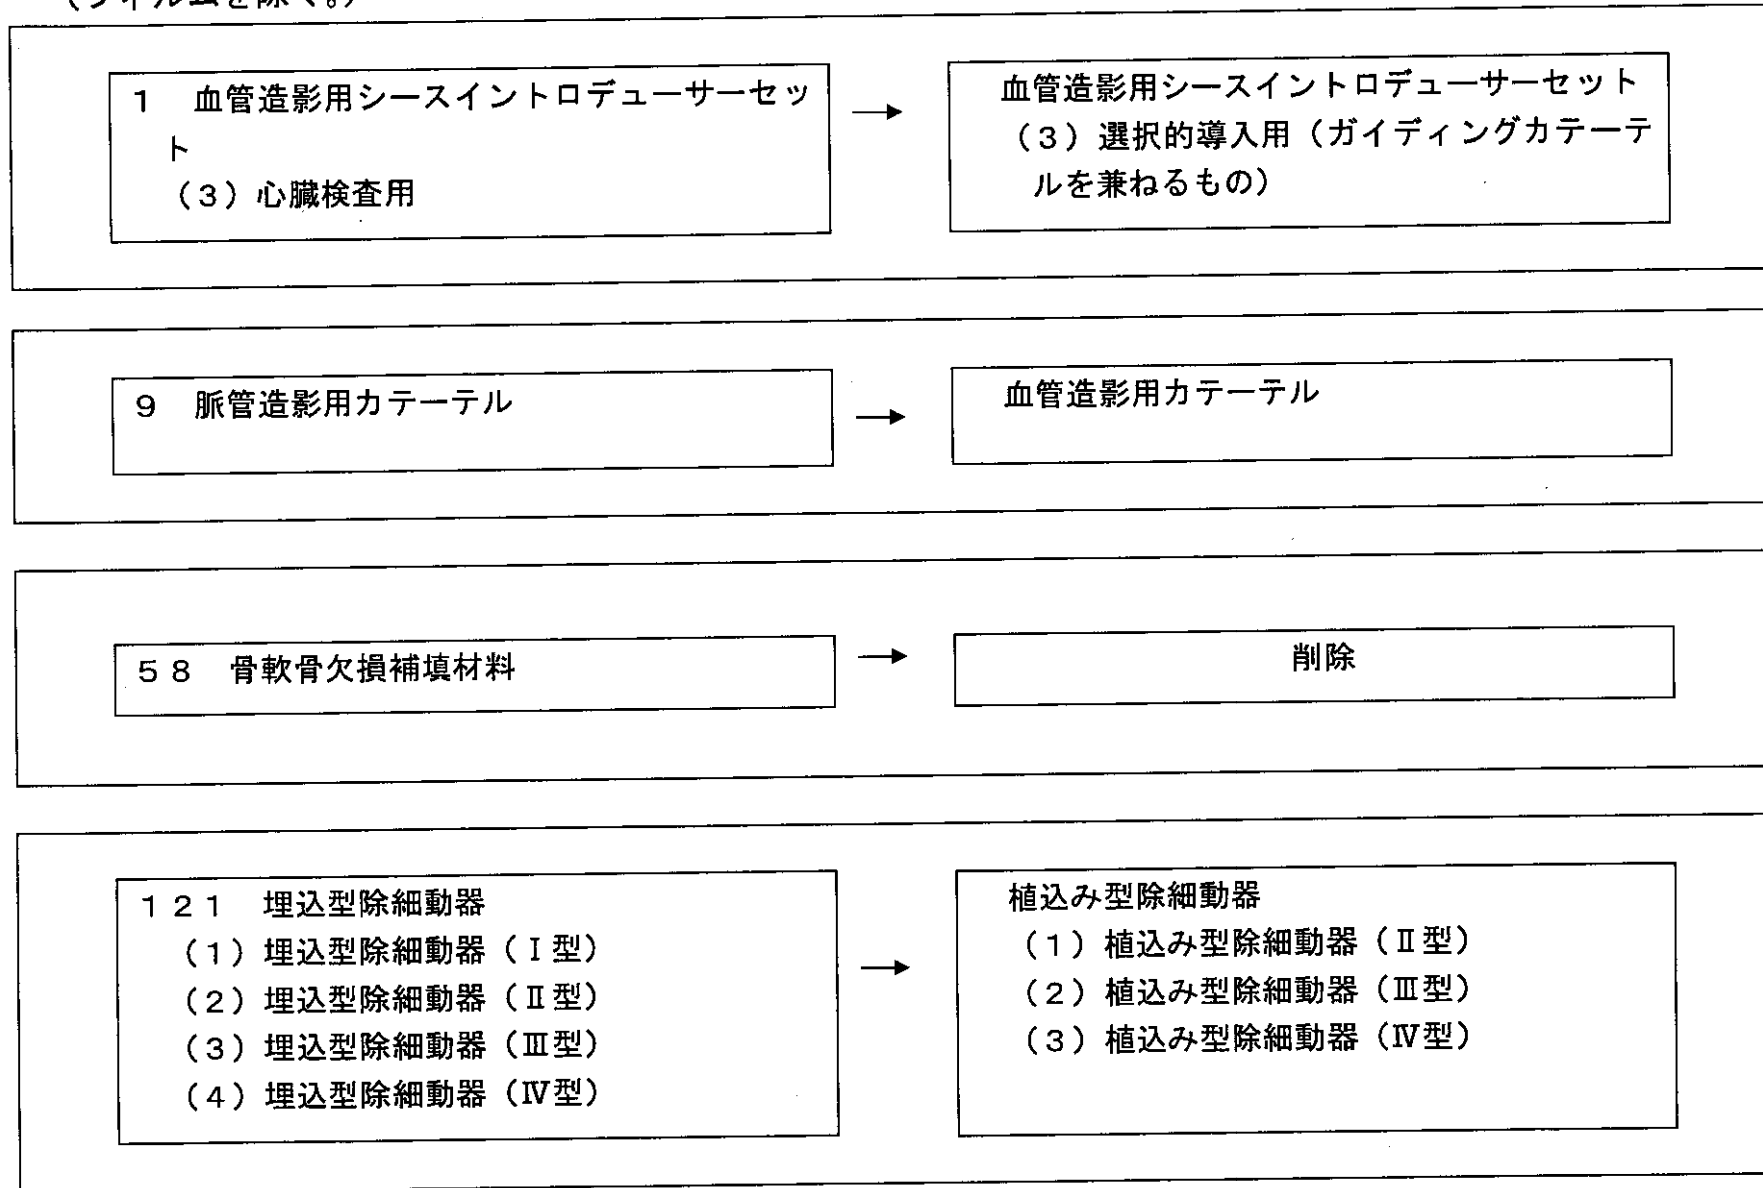 (フィルムを除く。)
1 血管造影用シースイントロデューサーセッ
ト
(3)心臓検査用
→
血管造影用シースイントロデューサーセット
(3)選択的導入用(ガイディングカテーテ
ルを兼ねるもの)
9 脈管造影用カテーテル
→
血管造影用カテーテル
58 骨軟骨欠損補填材料
→
削除
121 埋込型除細動器
(1)埋込型除細動器(Ⅰ型)
(2)埋込型除細動器(Ⅱ型)
(3)埋込型除細動器(Ⅲ型)
(4)埋込型除細動器(Ⅳ型)
→
植込み型除細動器
(1)植込み型除細動器(Ⅱ型)
(2)植込み型除細動器(Ⅲ型)
(3)植込み型除細動器(Ⅳ型)